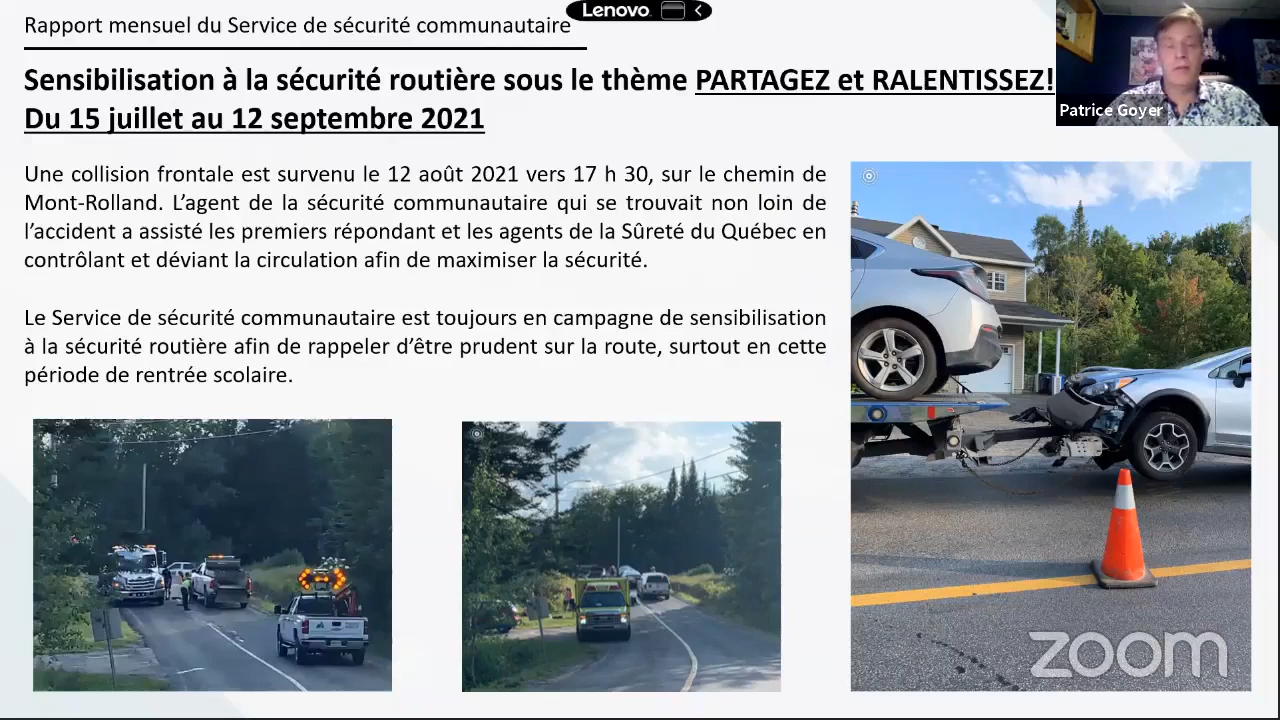 Rapport mensuel du Service de sécurité communautaire
Lenovo
Sensibilisation à la sécurité routière sous le thème PARTAGEZ et RALENTISSEZ!
Du 15 juillet au 12 septembre 2021
Patrice Goyer
Une collision frontale est survenu le 12 août 2021 vers 17 h 30, sur le chemin de
Mont-Rolland. L’agent de la sécurité communautaire qui se trouvait non loin de
l’accident a assisté les premiers répondant et les agents de la Sûreté du Québec en
contrôlant et déviant la circulation afin de maximiser la sécurité.
Le Service de sécurité communautaire est toujours en campagne de sensibilisation
à la sécurité routière afin de rappeler d’être prudent sur la route, surtout en cette
période de rentrée scolaire.
zoom